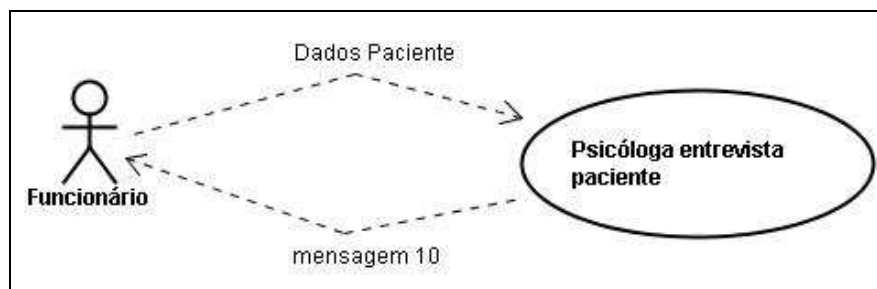 Dados Paciente
Psicóloga entrevista
paciente
Funcionário
mensagem 10